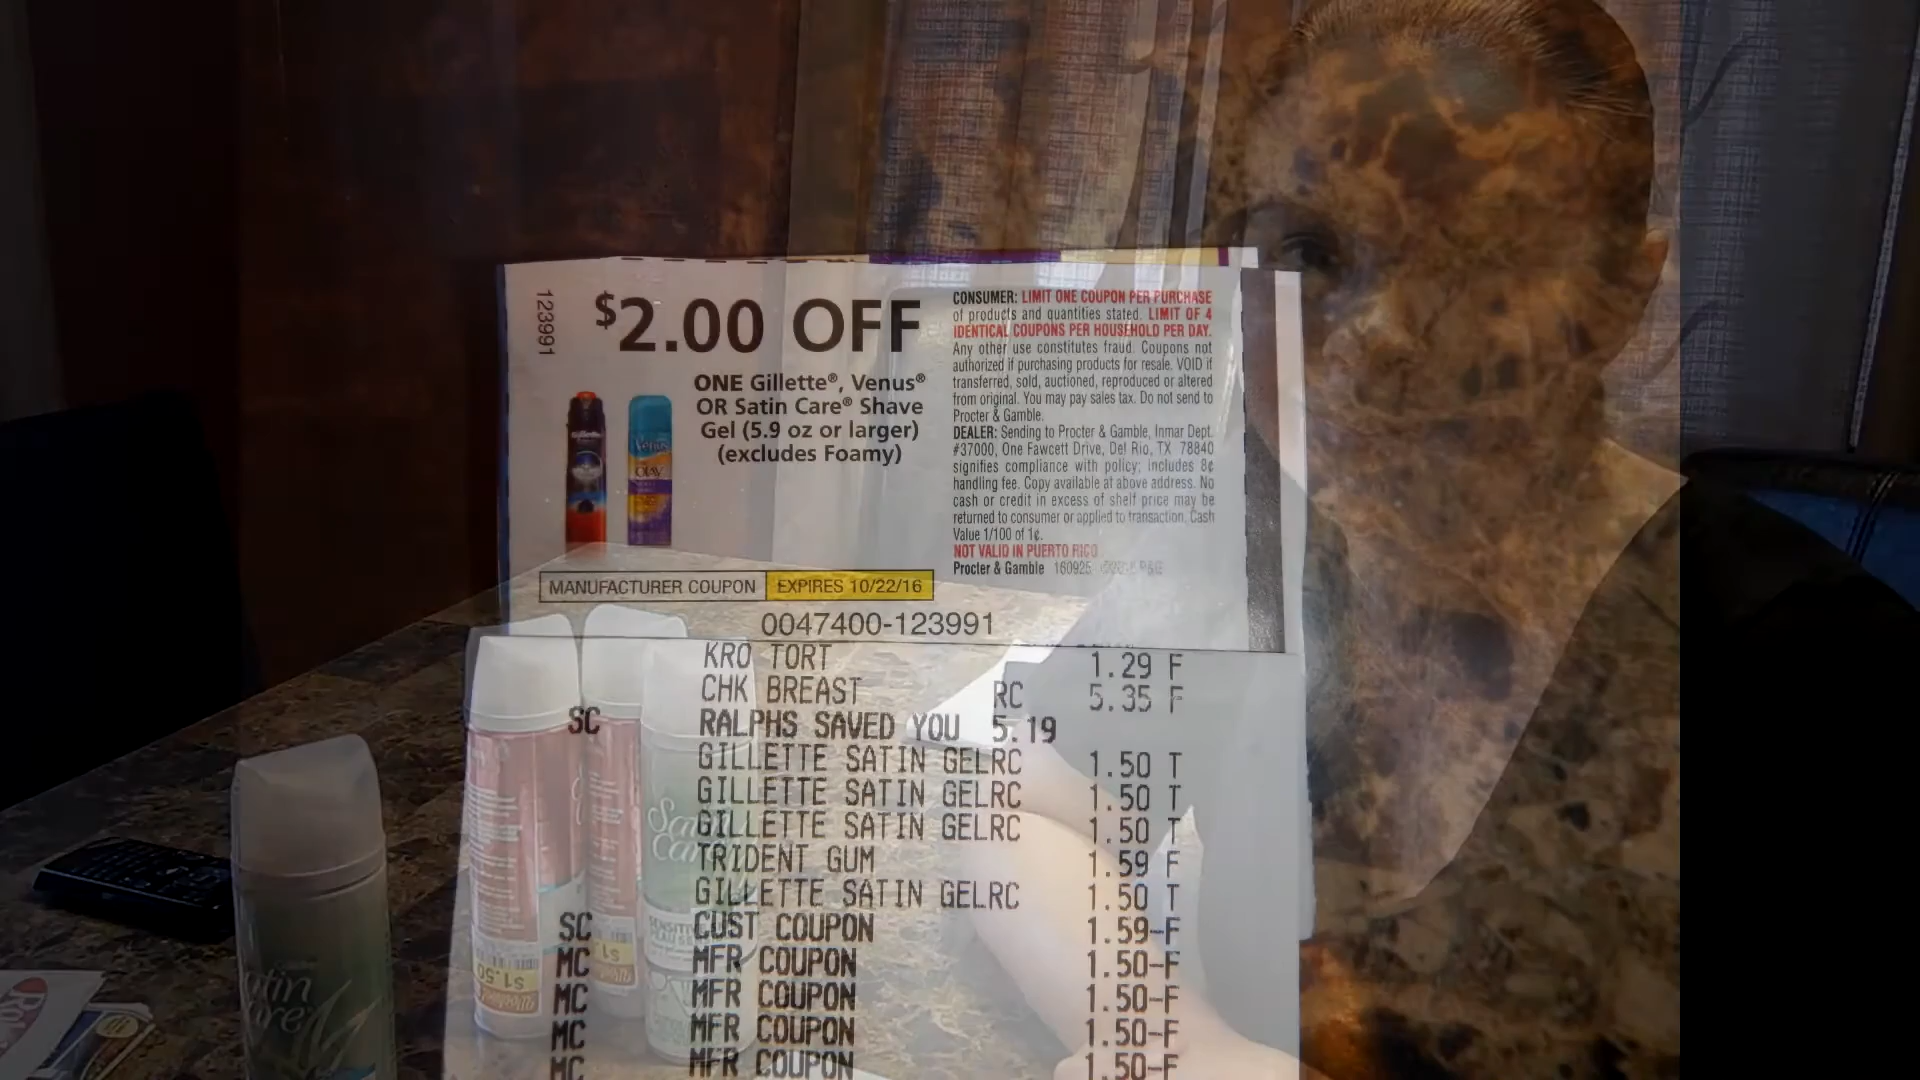 123991
$2.00 OFF
ONE Gillette®, Venus®
OR Satin Care® Shave
Gel (5.9 oz or larger)
(excludes Foamy)
Venus
OLAY
MANUFACTURER COUPON EXPIRES 10/22/16
0047400-123991
CONSUMER: LIMIT ONE COUPON PER PURCHASE
of products and quantities stated. LIMIT OF 4
IDENTICAL COUPONS PER HOUSEHOLD PER DAY.
Any other use constitutes fraud. Coupons not
authorized if purchasing products for resale. VOID if
transferred, sold, auctioned, reproduced or altered
from original. You may pay sales tax. Do not send to
Procter & Gamble.
DEALER: Sending to Procter & Gamble, Inmar Dept.
#37000, One Fawcett Drive, Del Rio, TX 78840
signifies compliance with policy; includes 8¢
handling fee. Copy available at above address. No
cash or credit in excess of shelf price may be
returned to consumer or applied to transaction. Cash
Value 1/100 of 1¢.
NOT VALID IN PUERTO RICO
Procter & Gamble 160925 P&G
KRO TORT 1.29 F
CHK BREAST RC 5.35 F
SC RALPHS SAVED YOU 5.19
GILLETTE SATIN GELRC 1.50 T
GILLETTE SATIN GELRC 1.50 T
GILLETTE SATIN GELRC 1.50 T
TRIDENT GUM 1.59 F
GILLETTE SATIN GELRC 1.50 T
SC CUST COUPON 1.59-F
MC MFR COUPON 1.50-F
MC MFR COUPON 1.50-F
MC MFR COUPON 1.50-F
MC MFR COUPON 1.50-F
Satin
Care
$1.50
$1